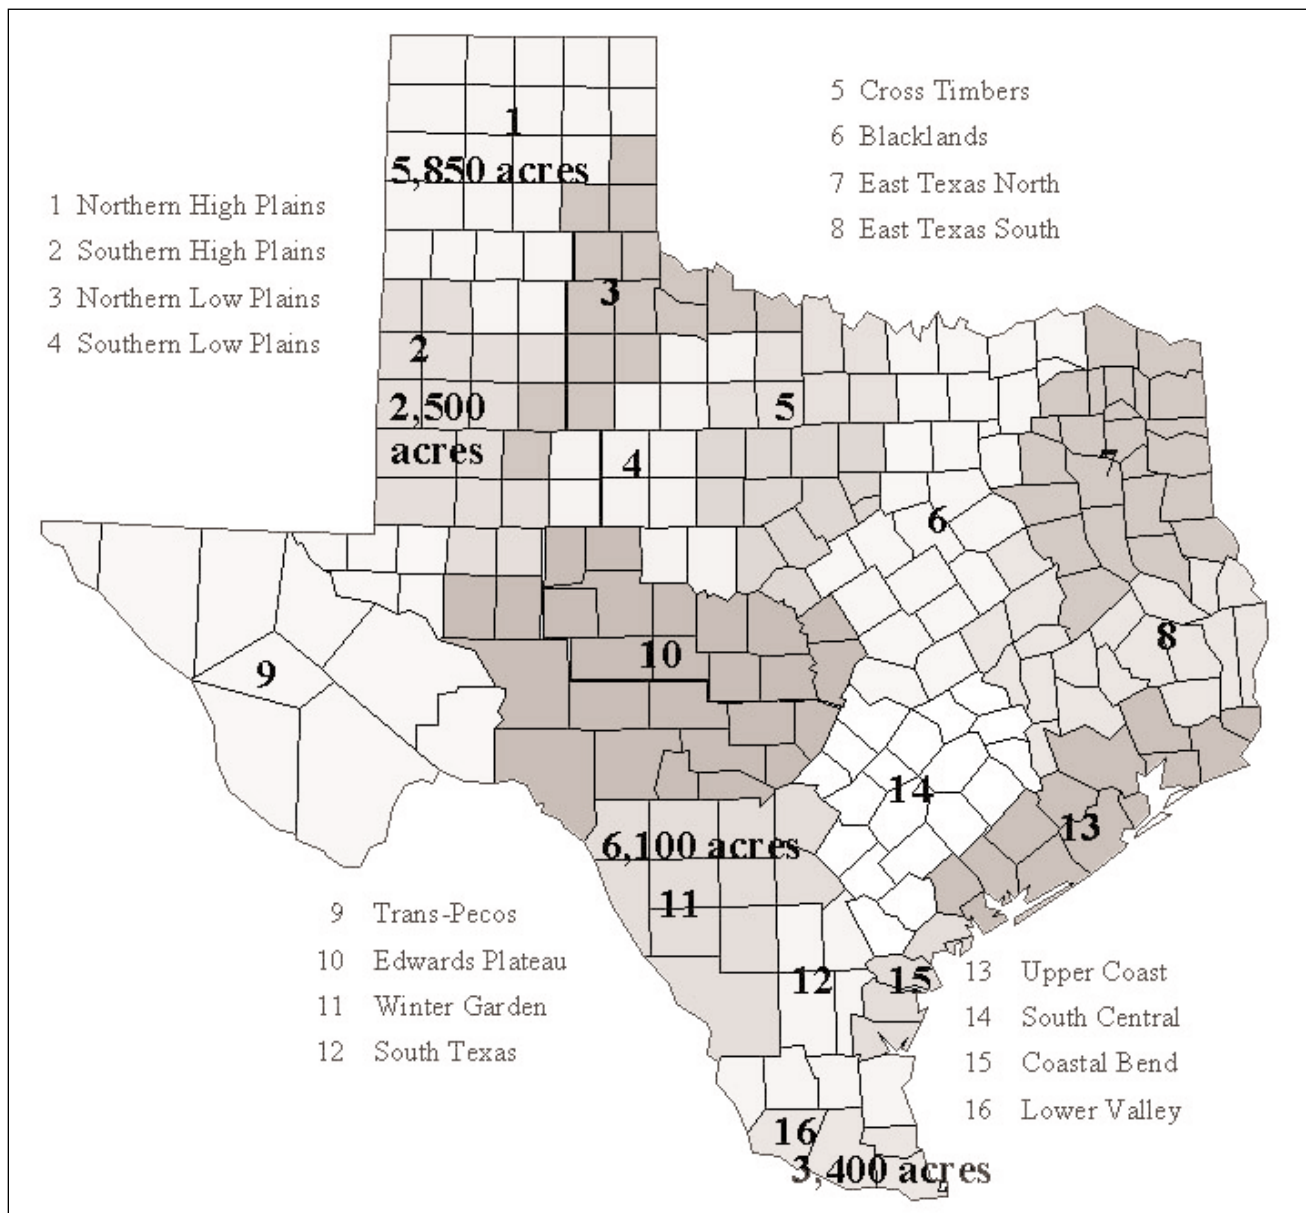 5 Cross Timbers
6 Blacklands
7 East Texas North
8 East Texas South
1 Northern High Plains
2 Southern High Plains
3 Northern Low Plains
4 Southern Low Plains
1
5,850 acres
3
2
2,500
acres
5
4
7
6
8
10
9
14
13
6,100 acres
11
12
15
16
3,400 acres
9 Trans-Pecos
10 Edwards Plateau
11 Winter Garden
12 South Texas
13 Upper Coast
14 South Central
15 Coastal Bend
16 Lower Valley